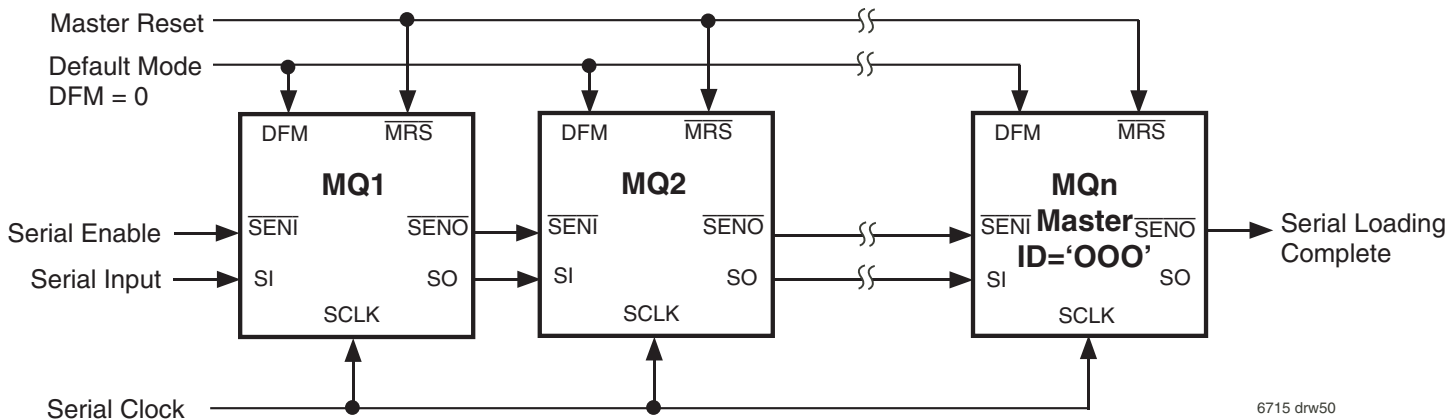 Master Reset
Default Mode
DFM = 0
DFM
MRS
DFM
MRS
DFM
MRS
MQ1
MQ2
MQn
Master
ID=‘OOO’
Serial Enable
SENI
SENO
SENI
SENO
SENI
SENO
Serial Loading
Complete
Serial Input
SI
SO
SI
SO
SI
SO
SCLK
SCLK
SCLK
Serial Clock
6715 drw50